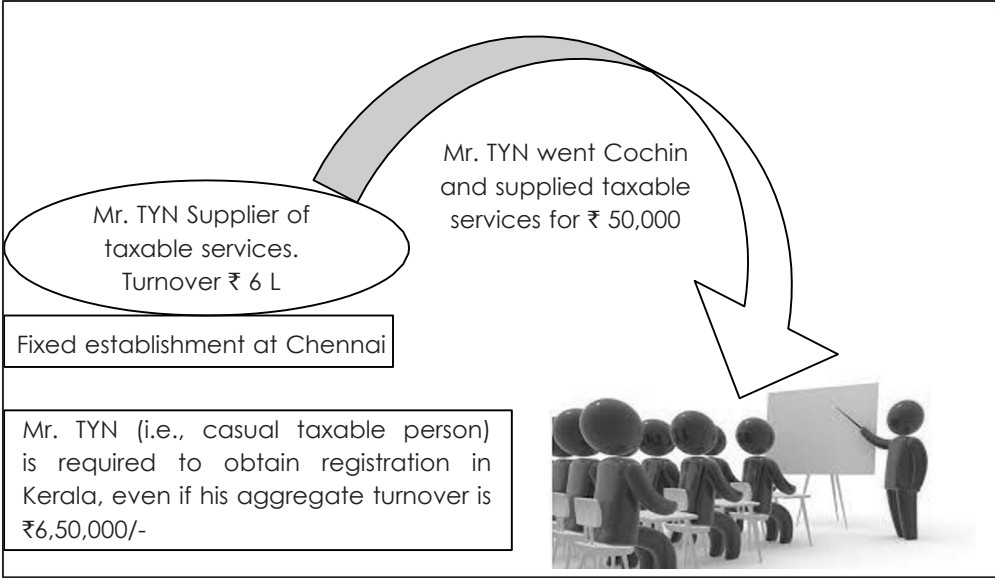 Mr. TYN went Cochin
and supplied taxable
services for ₹ 50,000
Mr. TYN Supplier of
taxable services.
Turnover ₹ 6 L
Fixed establishment at Chennai
Mr. TYN (i.e., casual taxable person)
is required to obtain registration in
Kerala, even if his aggregate turnover is
₹6,50,000/-